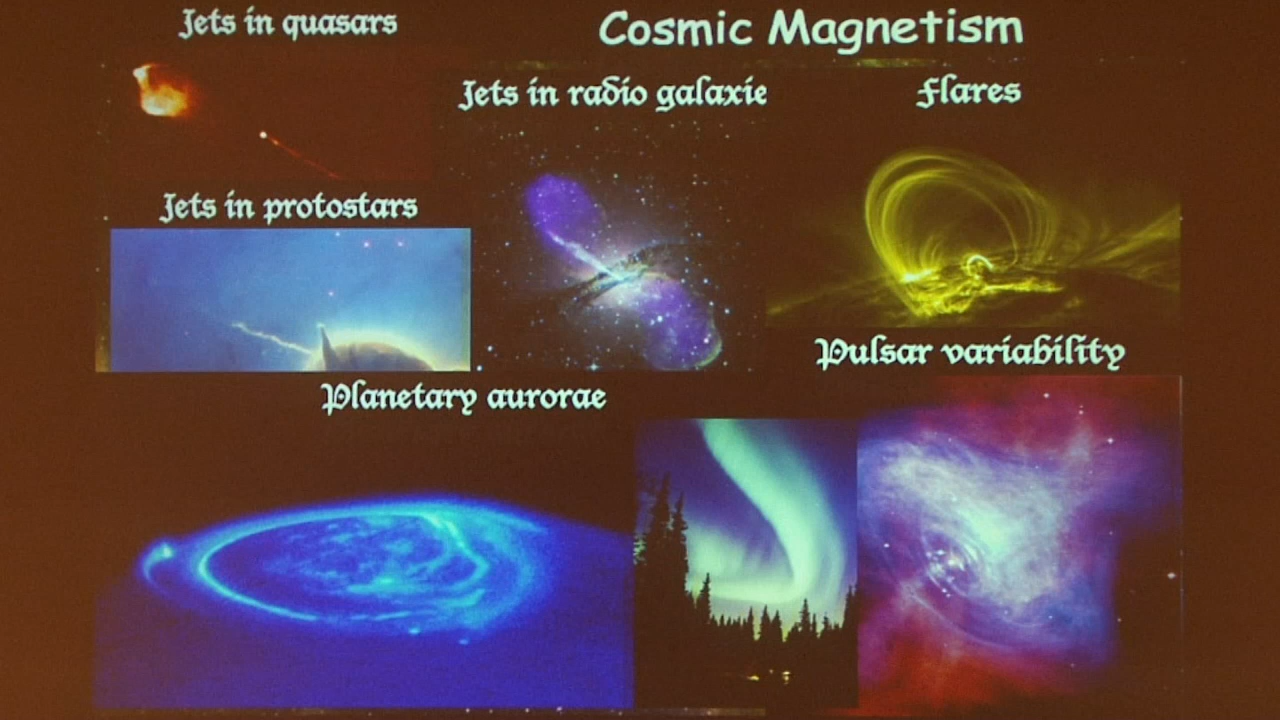 Jets in quasars
Cosmic Magnetism
Jets in radio galaxie
Flares
Jets in protostars
Pulsar variability
Planetary aurorae